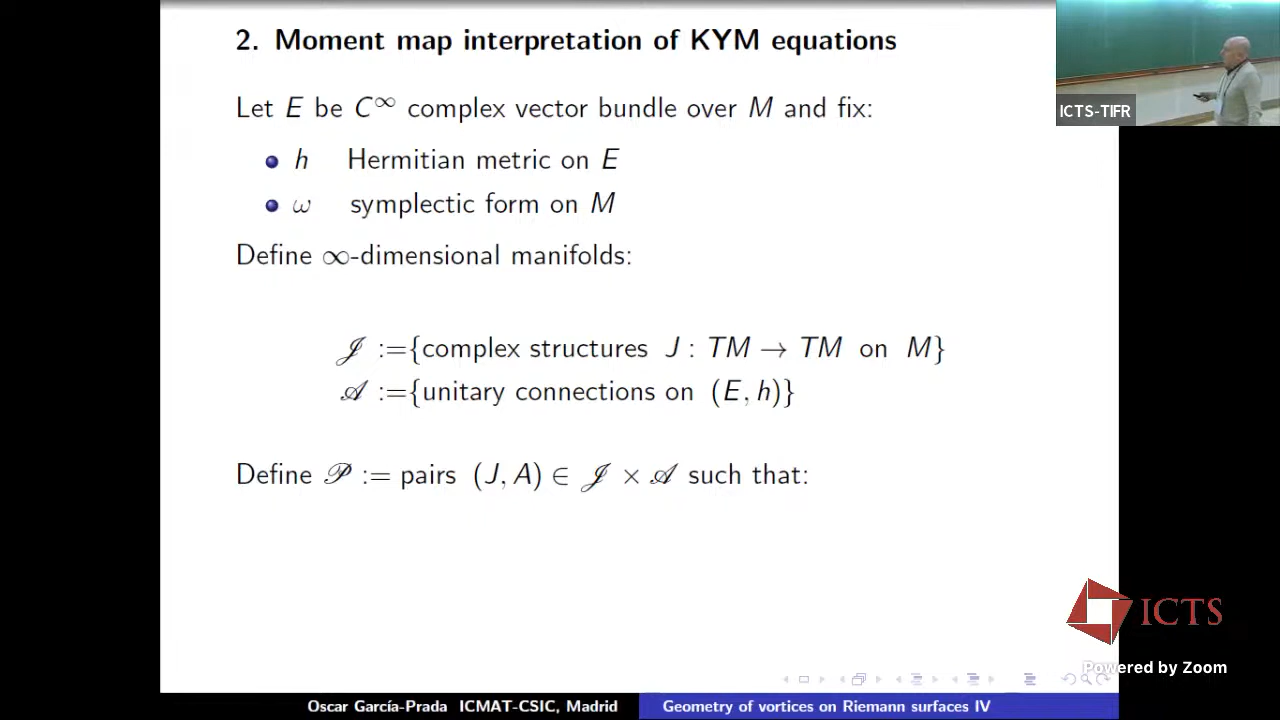 2. Moment map interpretation of KYM equations
Let E be C∞ complex vector bundle over M and fix:
h Hermitian metric on E
ω symplectic form on M
Define ∞-dimensional manifolds:
𝒥 :={complex structures J : TM → TM on M}
𝒜 :={unitary connections on (E, h)}
Define 𝒫 := pairs (J, A) ∈ 𝒥 × 𝒜 such that:
ICTS-TIFR
ICTS
Powered by Zoom
Oscar García-Prada ICMAT-CSIC, Madrid
Geometry of vortices on Riemann surfaces IV